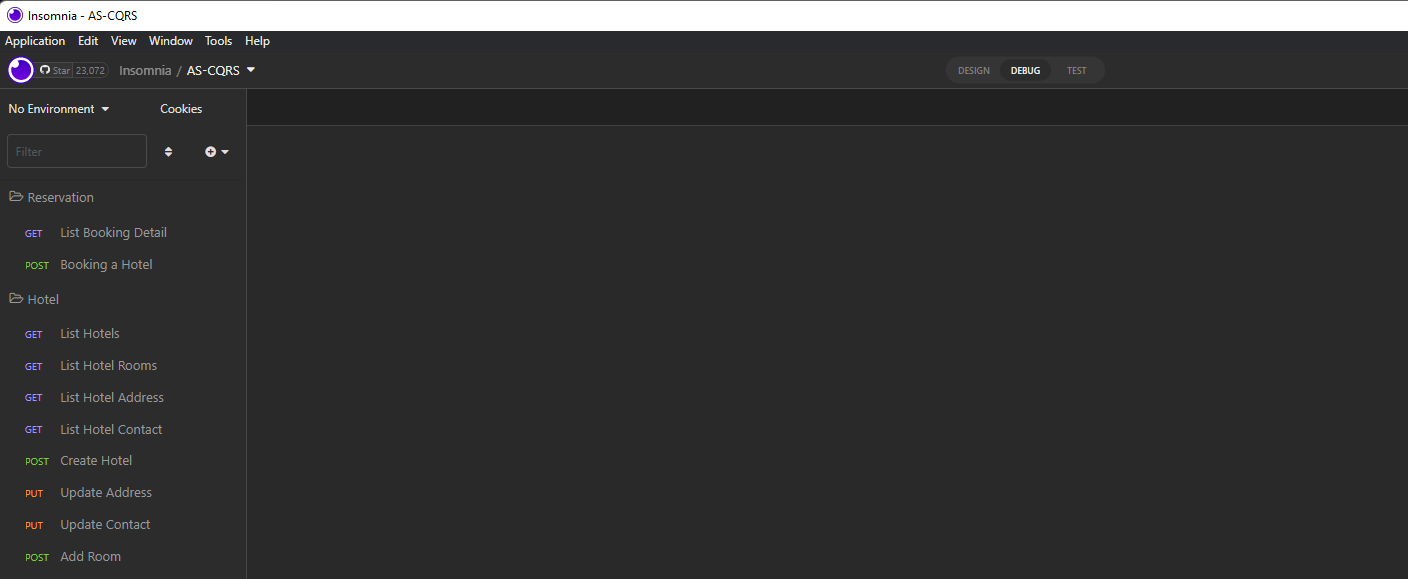 Insomnia - AS-CQRS
Application Edit View Window Tools Help
Star 23,072 Insomnia / AS-CQRS DESIGN DEBUG TEST
No Environment Cookies
Filter
Reservation
GET List Booking Detail
POST Booking a Hotel
Hotel
GET List Hotels
GET List Hotel Rooms
GET List Hotel Address
GET List Hotel Contact
POST Create Hotel
PUT Update Address
PUT Update Contact
POST Add Room